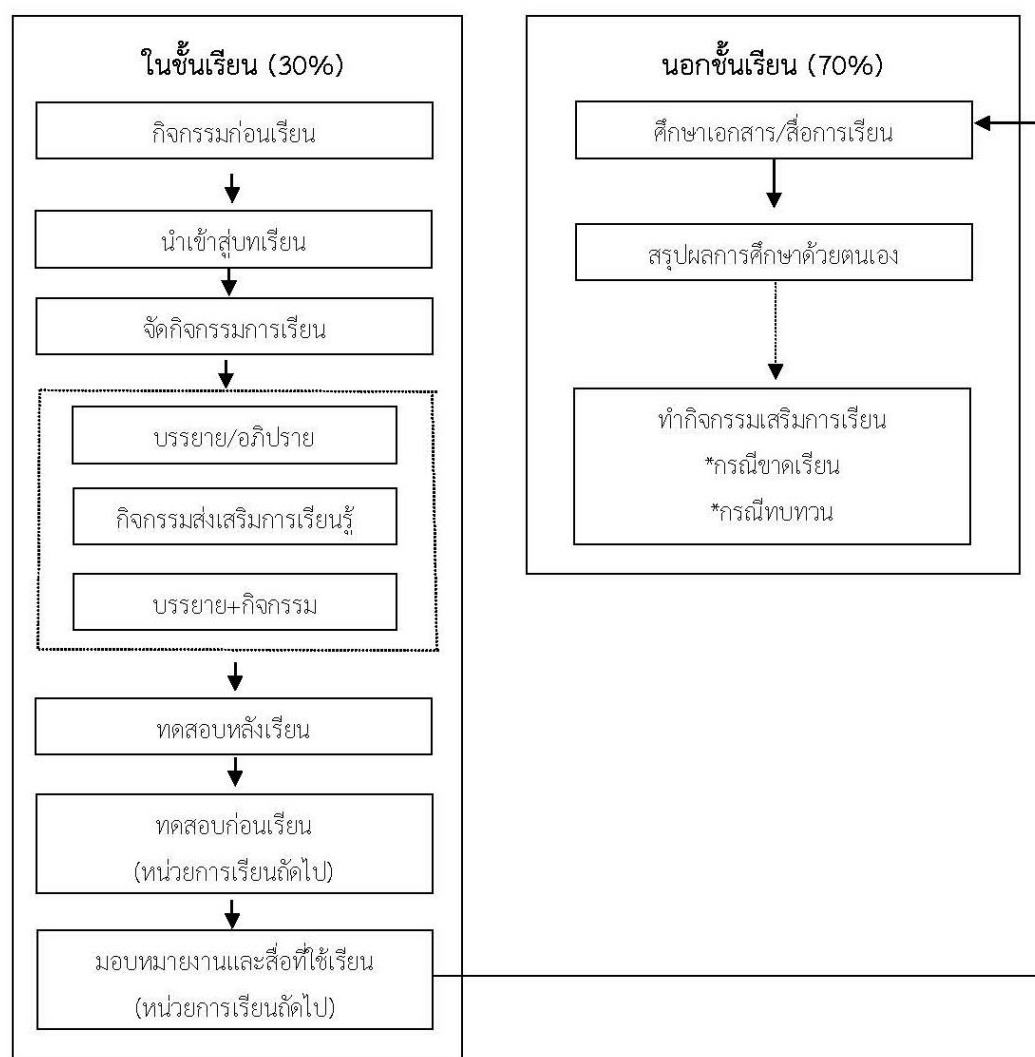 ในชั้นเรียน (30%)
กิจกรรมก่อนเรียน
นำเข้าสู่บทเรียน
จัดกิจกรรมการเรียน
บรรยาย/อภิปราย
กิจกรรมส่งเสริมการเรียนรู้
บรรยาย+กิจกรรม
ทดสอบหลังเรียน
ทดสอบก่อนเรียน
(หน่วยการเรียนถัดไป)
มอบหมายงานและสื่อที่ใช้เรียน
(หน่วยการเรียนถัดไป)
นอกชั้นเรียน (70%)
ศึกษาเอกสาร/สื่อการเรียน
สรุปผลการศึกษาด้วยตนเอง
ทำกิจกรรมเสริมการเรียน
*กรณีขาดเรียน
*กรณีทบทวน